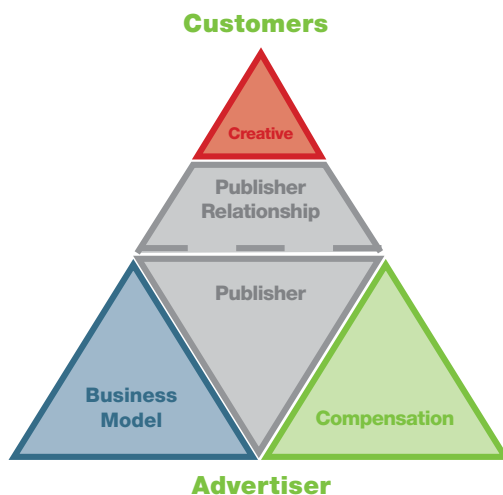 Customers
Creative
Publisher
Relationship
Publisher
Business
Model
Compensation
Advertiser